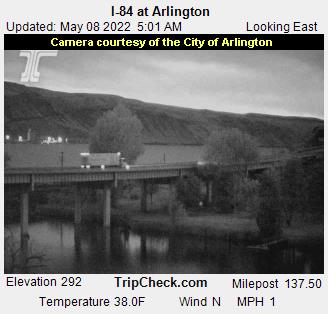 I-84 at Arlington
Updated: May 08 2022 5:01 AM Looking East
Camera courtesy of the City of Arlington
Elevation 292 TripCheck.com Milepost 137.50
Temperature 38.0F Wind N MPH 1